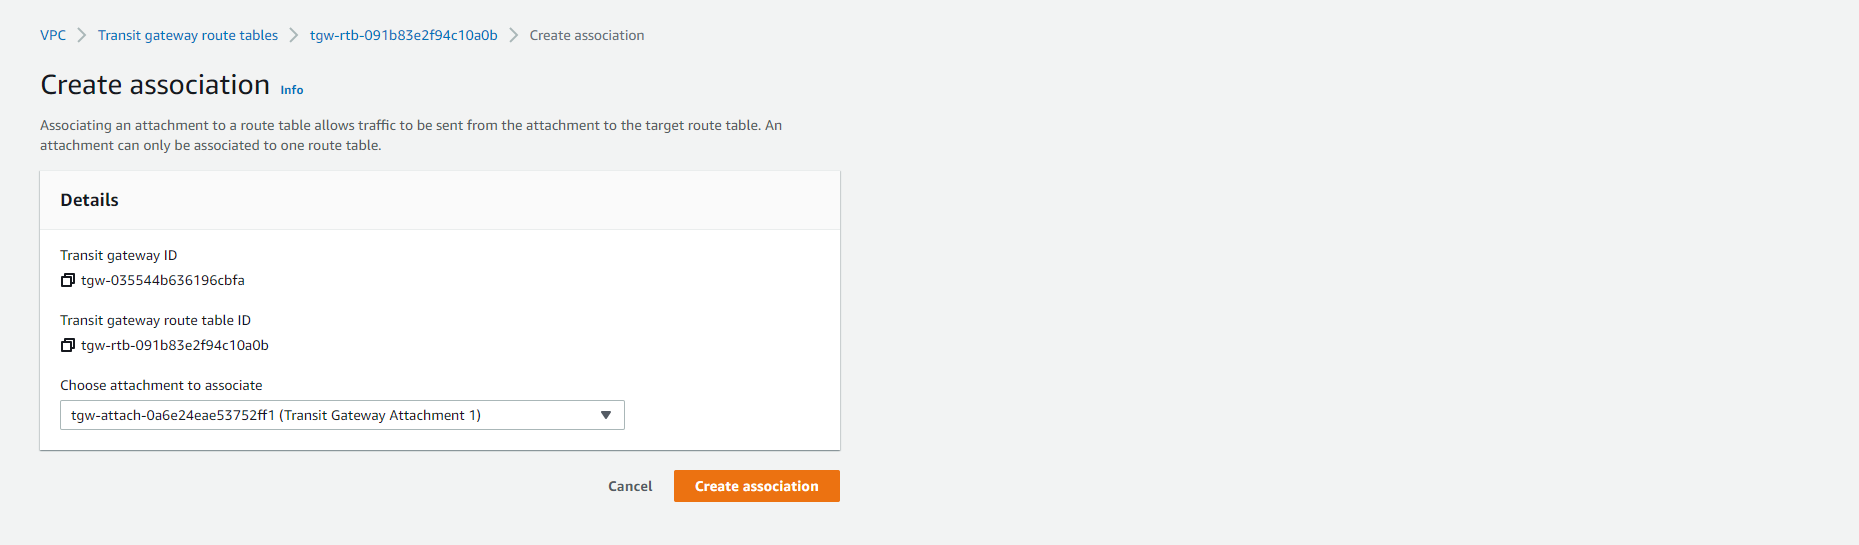 VPC > Transit gateway route tables > tgw-rtb-091b83e2f94c10a0b > Create association
Create association Info
Associating an attachment to a route table allows traffic to be sent from the attachment to the target route table. An
attachment can only be associated to one route table.
Details
Transit gateway ID
tgw-035544b636196cbfa
Transit gateway route table ID
tgw-rtb-091b83e2f94c10a0b
Choose attachment to associate
tgw-attach-0a6e24eae53752ff1 (Transit Gateway Attachment 1)
Cancel Create association